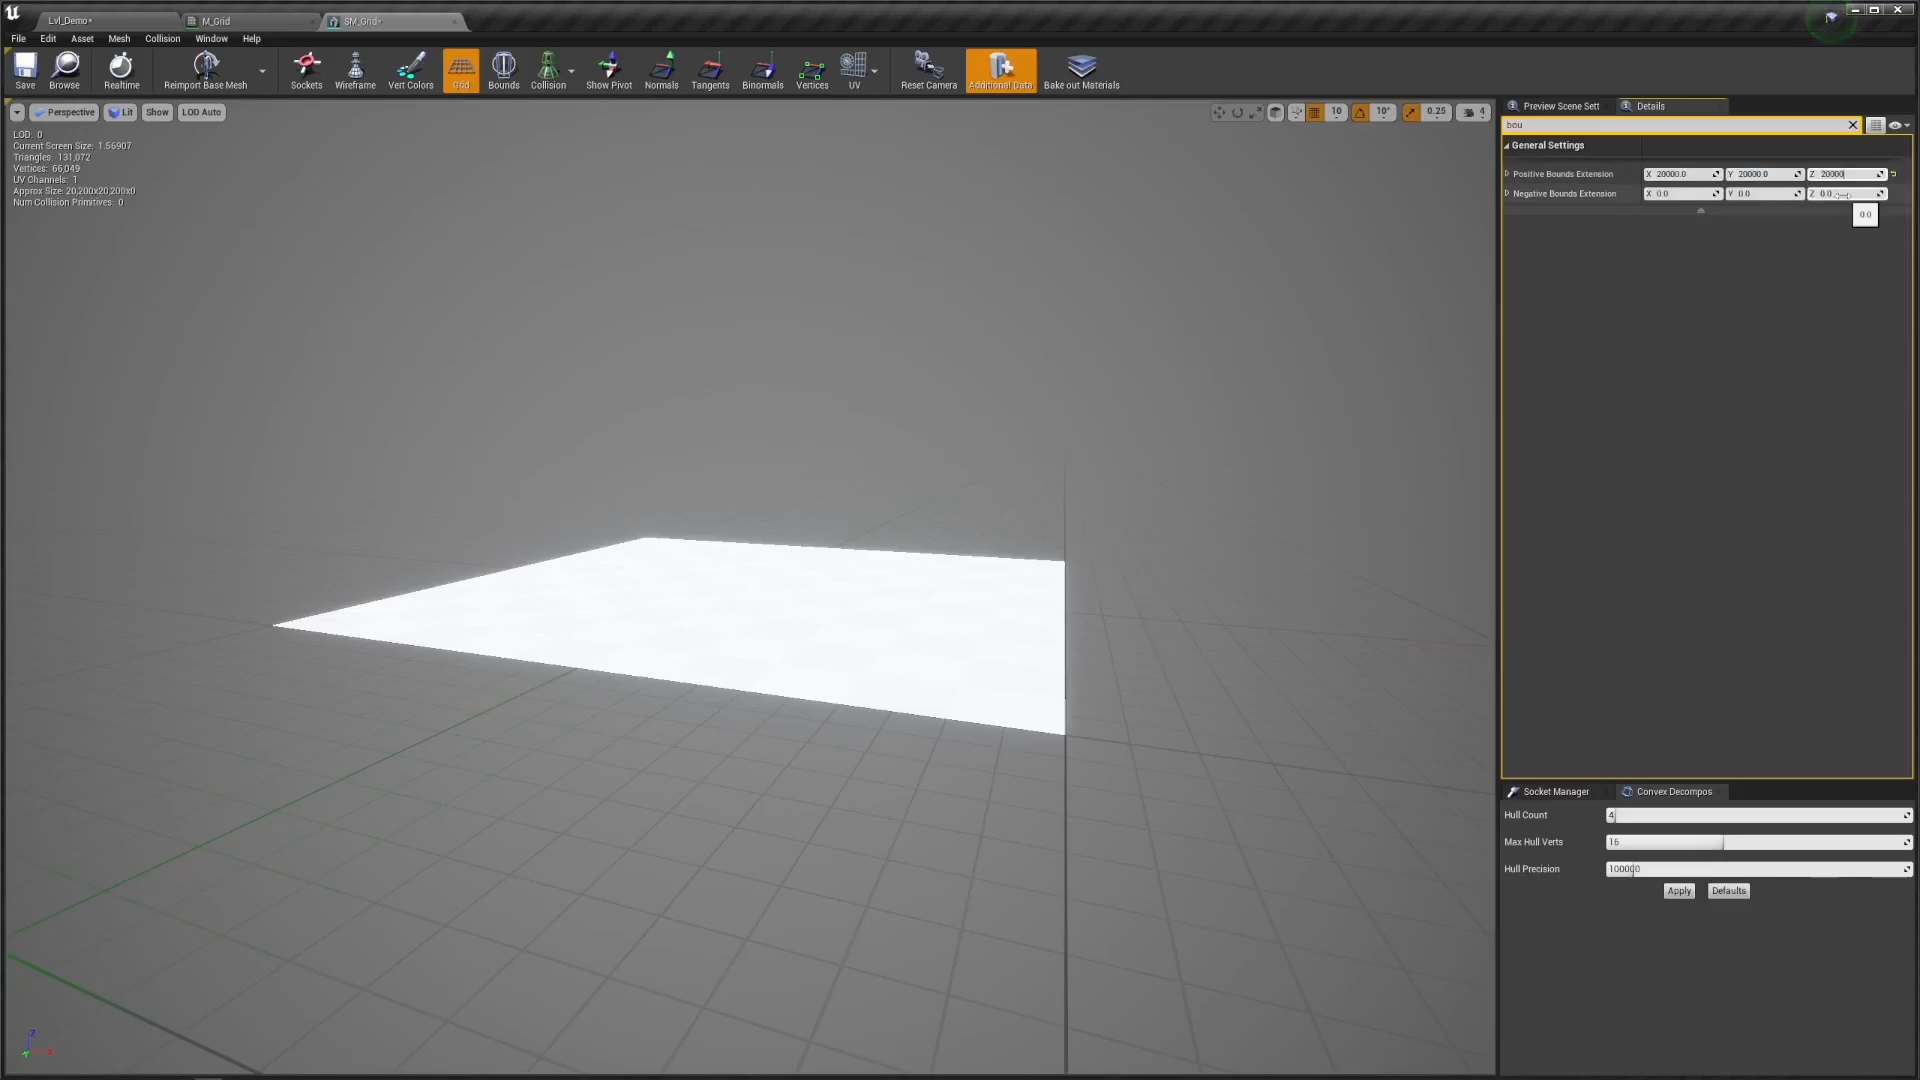 Lvl_Demo*
M_Grid
SM_Grid*
File Edit Asset Mesh Collision Window Help
Save Browse Realtime Reimport Base Mesh Sockets Wireframe Vert Colors Grid Bounds Collision Show Pivot Normals Tangents Binormals Vertices UV Reset Camera Additional Data Bake out Materials
Perspective Lit Show LOD Auto
10 10° 0.25 4
LOD: 0
Current Screen Size: 1.56907
Triangles: 131,072
Vertices: 66,049
UV Channels: 1
Approx Size: 20,200x20,200x0
Num Collision Primitives: 0
Preview Scene Sett Details
bou
General Settings
Positive Bounds Extension X 20000.0 Y 20000.0 Z 20000
Negative Bounds Extension X 0.0 Y 0.0 Z 0.0
0.0
Socket Manager Convex Decompos
Hull Count 4
Max Hull Verts 16
Hull Precision 100000
Apply Defaults
Z
X
Y